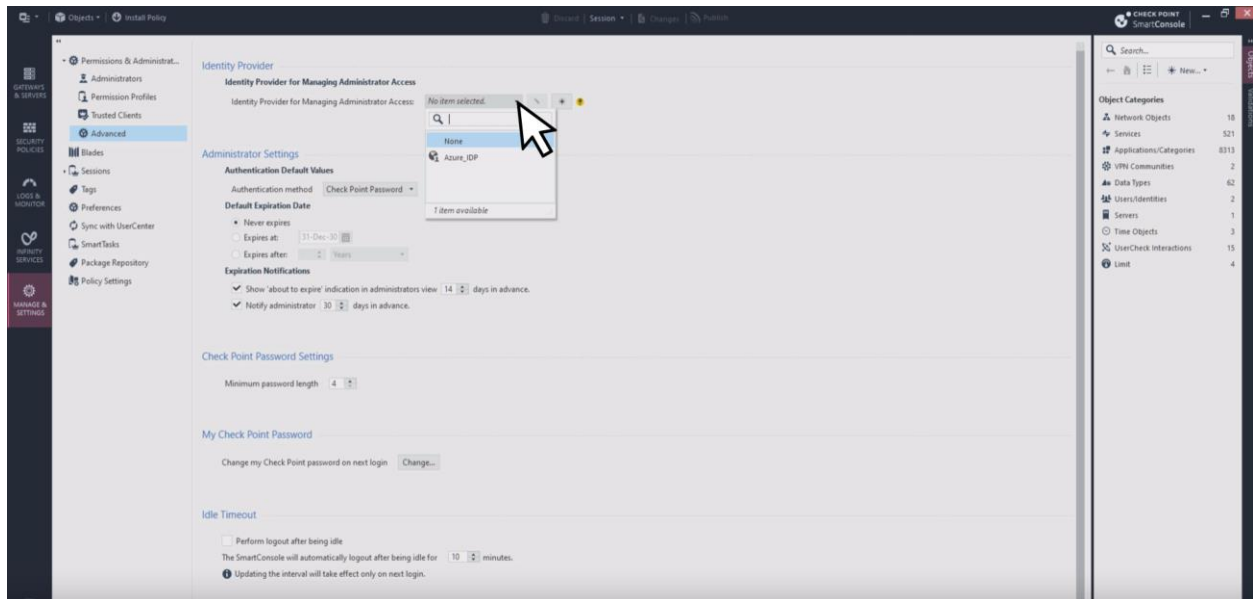 Objects
Install Policy
Discard
Session
Changes
Publish
CHECK POINT
SmartConsole
GATEWAYS
& SERVERS
SECURITY
POLICIES
LOGS &
MONITOR
INFINITY
SERVICES
MANAGE &
SETTINGS
Permissions & Administrat...
Administrators
Permission Profiles
Trusted Clients
Advanced
Blades
Sessions
Tags
Preferences
Sync with UserCenter
SmartTasks
Package Repository
Policy Settings
Identity Provider
Identity Provider for Managing Administrator Access
Identity Provider for Managing Administrator Access: No item selected.
None
Azure_IDP
1 item available
Administrator Settings
Authentication Default Values
Authentication method Check Point Password
Default Expiration Date
Never expires
Expires at: 31-Dec-30
Expires after: Years
Expiration Notifications
Show 'about to expire' indication in administrators view 14 days in advance.
Notify administrator 30 days in advance.
Check Point Password Settings
Minimum password length 4
My Check Point Password
Change my Check Point password on next login Change...
Idle Timeout
Perform logout after being idle
The SmartConsole will automatically logout after being idle for 10 minutes.
Updating the interval will take effect only on next login.
Search...
New...
Object Categories
Network Objects 18
Services 521
Applications/Categories 8313
VPN Communities 2
Data Types 62
Users/Identities 2
Servers 1
Time Objects 3
UserCheck Interactions 15
Limit 4
Objects
Validations